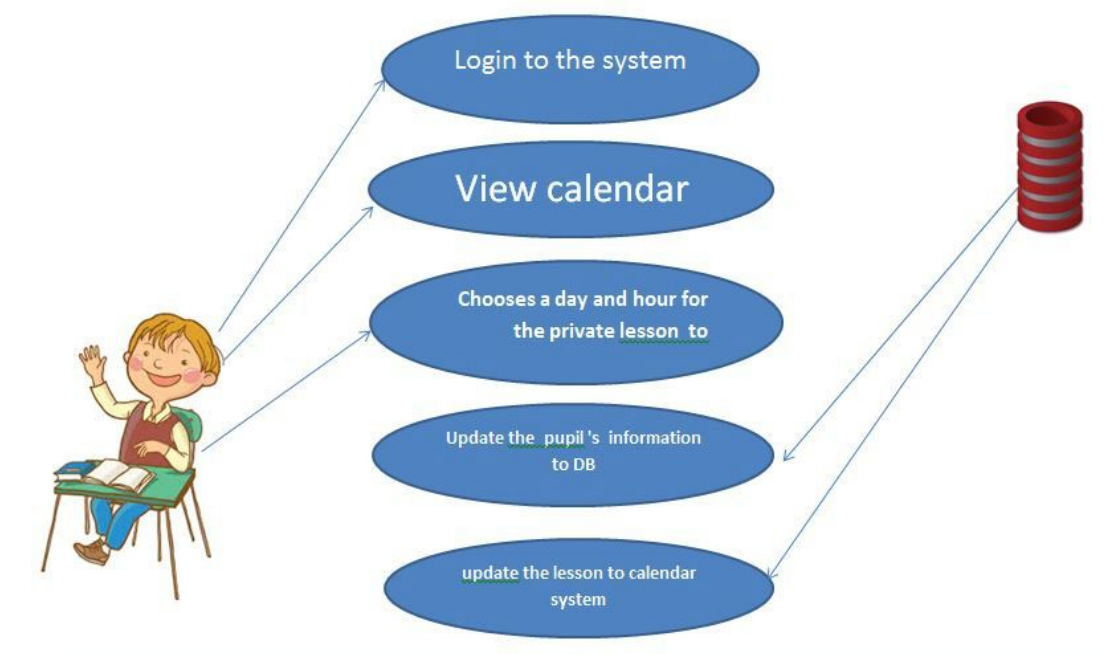 Login to the system
View calendar
Chooses a day and hour for
the private lesson to
Update the pupil's information
to DB
update the lesson to calendar
system